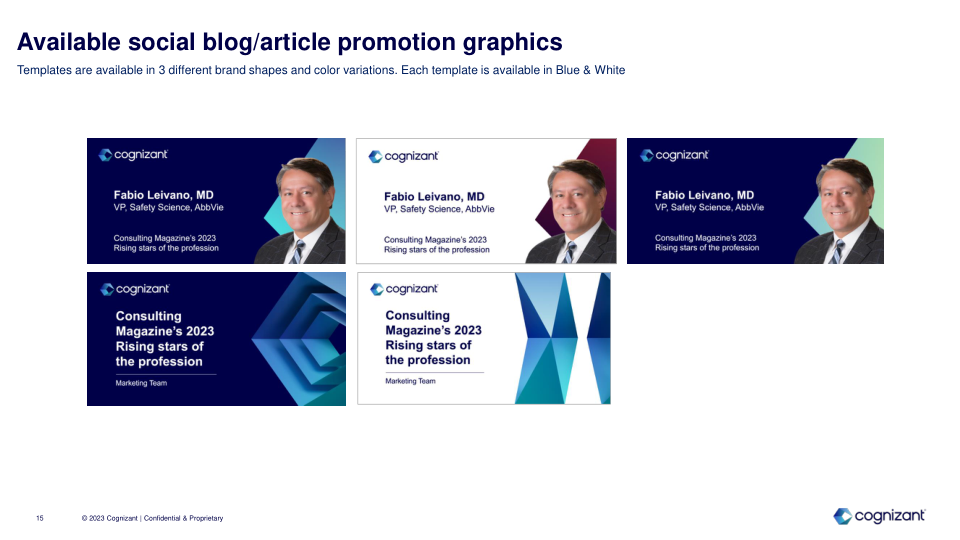 Available social blog/article promotion graphics
Templates are available in 3 different brand shapes and color variations. Each template is available in Blue & White
cognizant
Fabio Leivano, MD
VP, Safety Science, AbbVie
Consulting Magazine's 2023
Rising stars of the profession
cognizant
Fabio Leivano, MD
VP, Safety Science, AbbVie
Consulting Magazine's 2023
Rising stars of the profession
cognizant
Fabio Leivano, MD
VP, Safety Science, AbbVie
Consulting Magazine's 2023
Rising stars of the profession
cognizant
Consulting
Magazine's 2023
Rising stars of
the profession
Marketing Team
cognizant
Consulting
Magazine's 2023
Rising stars of
the profession
Marketing Team
15
© 2023 Cognizant | Confidential & Proprietary
cognizant